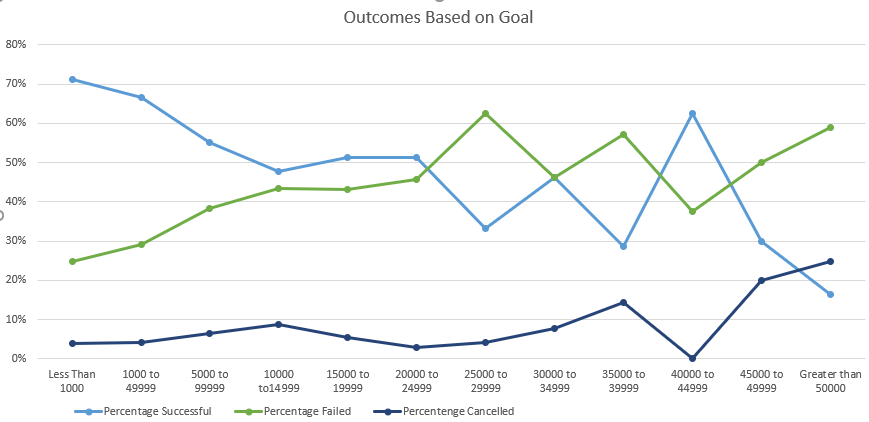 Outcomes Based on Goal
80%
70%
60%
50%
40%
30%
20%
10%
0%
Less Than
1000
1000 to
49999
5000 to
99999
10000
to14999
15000 to
19999
20000 to
24999
25000 to
29999
30000 to
34999
35000 to
39999
40000 to
44999
45000 to
49999
Greater than
50000
Percentage Successful
Percentage Failed
Percentenge Cancelled